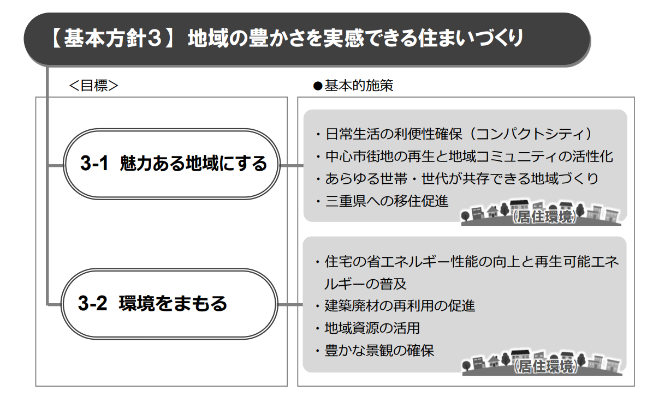 【基本方針３】 地域の豊かさを実感できる住まいづくり
＜目標＞
●基本的施策
3-1 魅力ある地域にする
・日常生活の利便性確保（コンパクトシティ）
・中心市街地の再生と地域コミュニティの活性化
・あらゆる世帯・世代が共存できる地域づくり
・三重県への移住促進
(居住環境)
3-2 環境をまもる
・住宅の省エネルギー性能の向上と再生可能エネ
ルギーの普及
・建築廃材の再利用の促進
・地域資源の活用
・豊かな景観の確保
(居住環境)